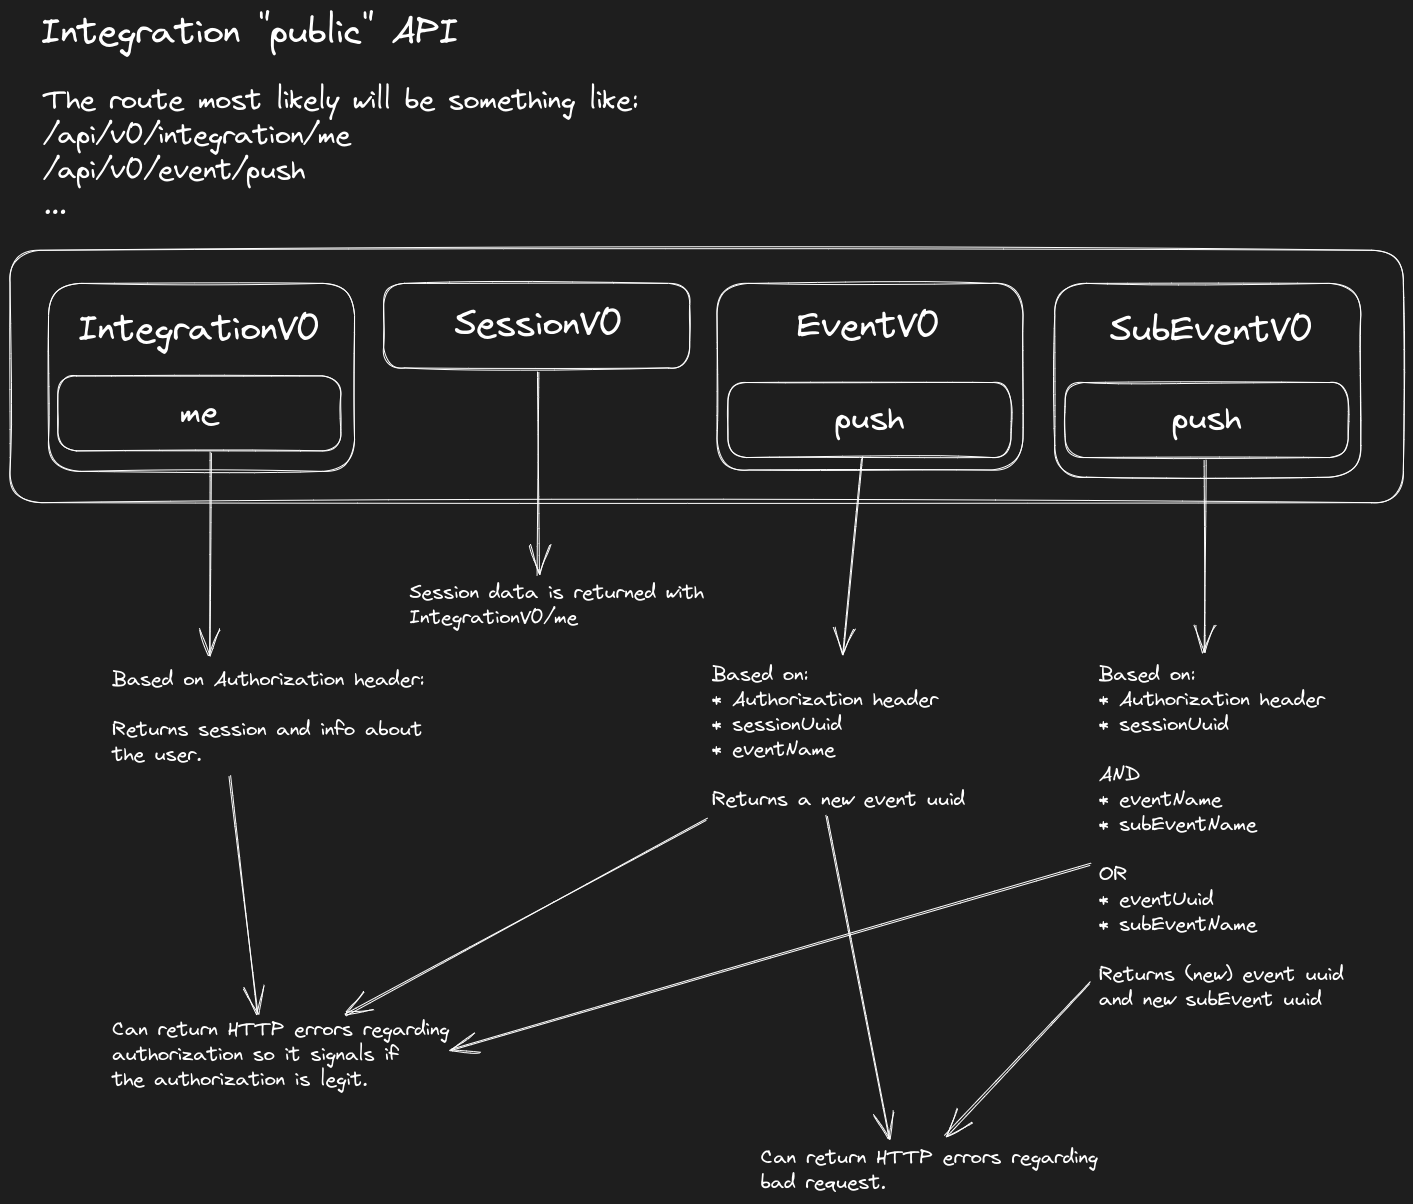 Integration "public" API
The route most likely will be something like:
/api/v0/integration/me
/api/v0/event/push
...
IntegrationV0
me
SessionV0
EventV0
push
SubEventV0
push
Session data is returned with
IntegrationV0/me
Based on Authorization header:
Returns session and info about
the user.
Based on:
* Authorization header
* sessionUuid
* eventName
Returns a new event uuid
Based on:
* Authorization header
* sessionUuid
AND
* eventName
* subEventName
OR
* eventUuid
* subEventName
Returns (new) event uuid
and new subEvent uuid
Can return HTTP errors regarding
authorization so it signals if
the authorization is legit.
Can return HTTP errors regarding
bad request.